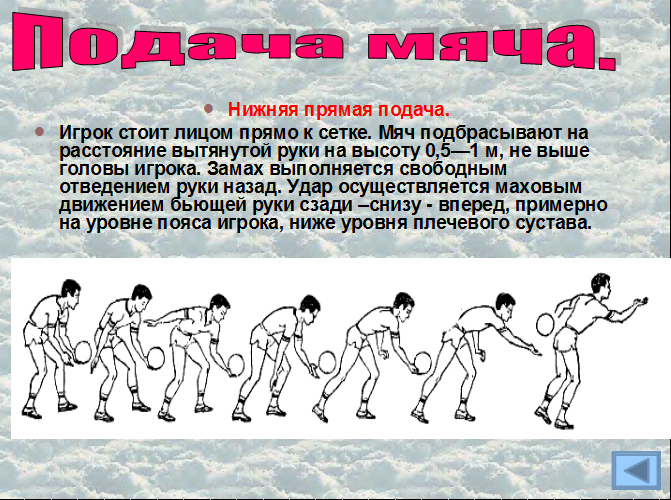 Подача мяча.
Нижняя прямая подача.
Игрок стоит лицом прямо к сетке. Мяч подбрасывают на
расстояние вытянутой руки на высоту 0,5—1 м, не выше
головы игрока. Замах выполняется свободным
отведением руки назад. Удар осуществляется маховым
движением бьющей руки сзади –снизу - вперед, примерно
на уровне пояса игрока, ниже уровня плечевого сустава.